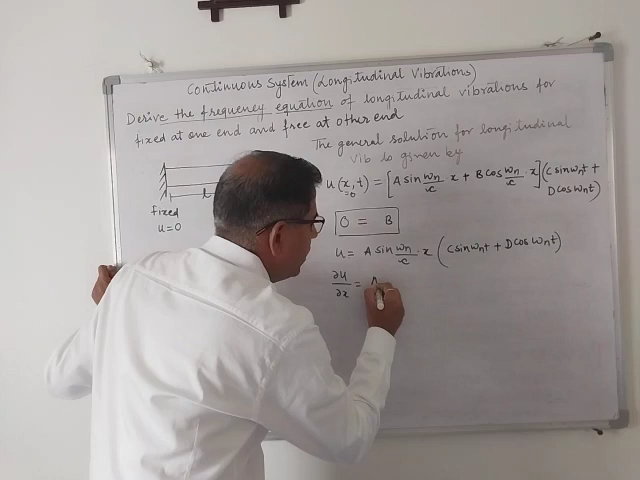 Continuous System (Longitudinal Vibrations)
Derive the frequency equation of longitudinal vibrations for
fixed at one end and free at other end
The general solution for longitudinal
vib is given by
u(x,t) = [A sin ωn/c x + B cos ωn/c · x] (C sin ωnt +
=0
D cos ωnt)
l
fixed
u=0
0 = B
u = A sin ωn/c · x (C sin ωnt + D cos ωnt)
∂u/∂x = A